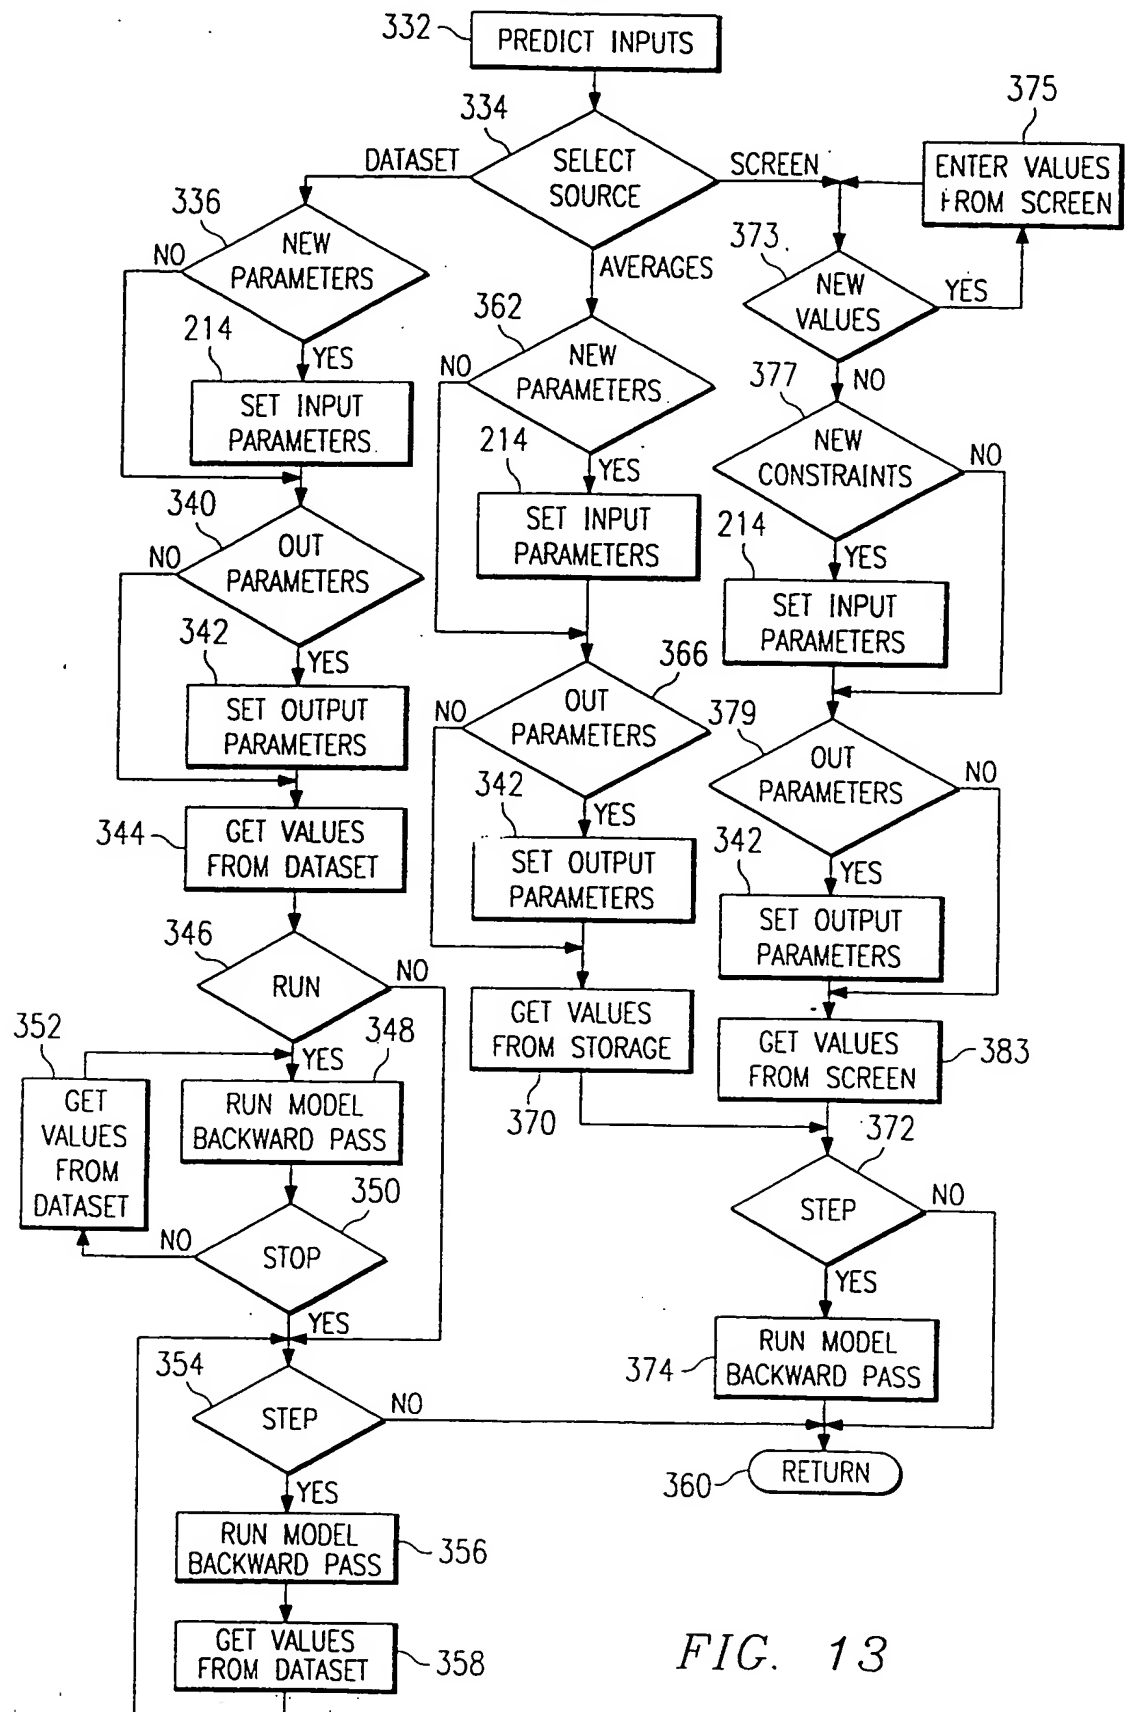 332
PREDICT INPUTS
334
SELECT
SOURCE
DATASET
SCREEN
AVERAGES
375
ENTER VALUES
FROM SCREEN
336
NEW
PARAMETERS
NO
YES
214
SET INPUT
PARAMETERS
340
OUT
PARAMETERS
NO
YES
342
SET OUTPUT
PARAMETERS
344
GET VALUES
FROM DATASET
346
RUN
NO
YES
348
RUN MODEL
BACKWARD PASS
352
GET
VALUES
FROM
DATASET
350
STOP
NO
YES
354
STEP
NO
YES
RUN MODEL
BACKWARD PASS
356
GET VALUES
FROM DATASET
358
362
NEW
PARAMETERS
NO
YES
214
SET INPUT
PARAMETERS
366
OUT
PARAMETERS
NO
YES
342
SET OUTPUT
PARAMETERS
GET VALUES
FROM STORAGE
370
373
NEW
VALUES
YES
NO
377
NEW
CONSTRAINTS
NO
YES
214
SET INPUT
PARAMETERS
379
OUT
PARAMETERS
NO
YES
342
SET OUTPUT
PARAMETERS
GET VALUES
FROM SCREEN
383
372
STEP
NO
YES
374
RUN MODEL
BACKWARD PASS
360
RETURN
FIG. 13